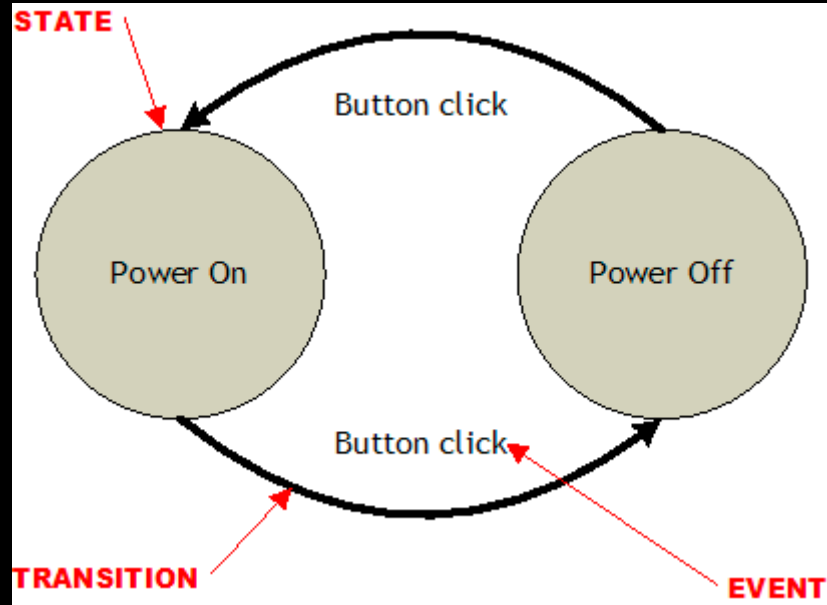 STATE
Button click
Power On
Power Off
Button click
TRANSITION
EVENT